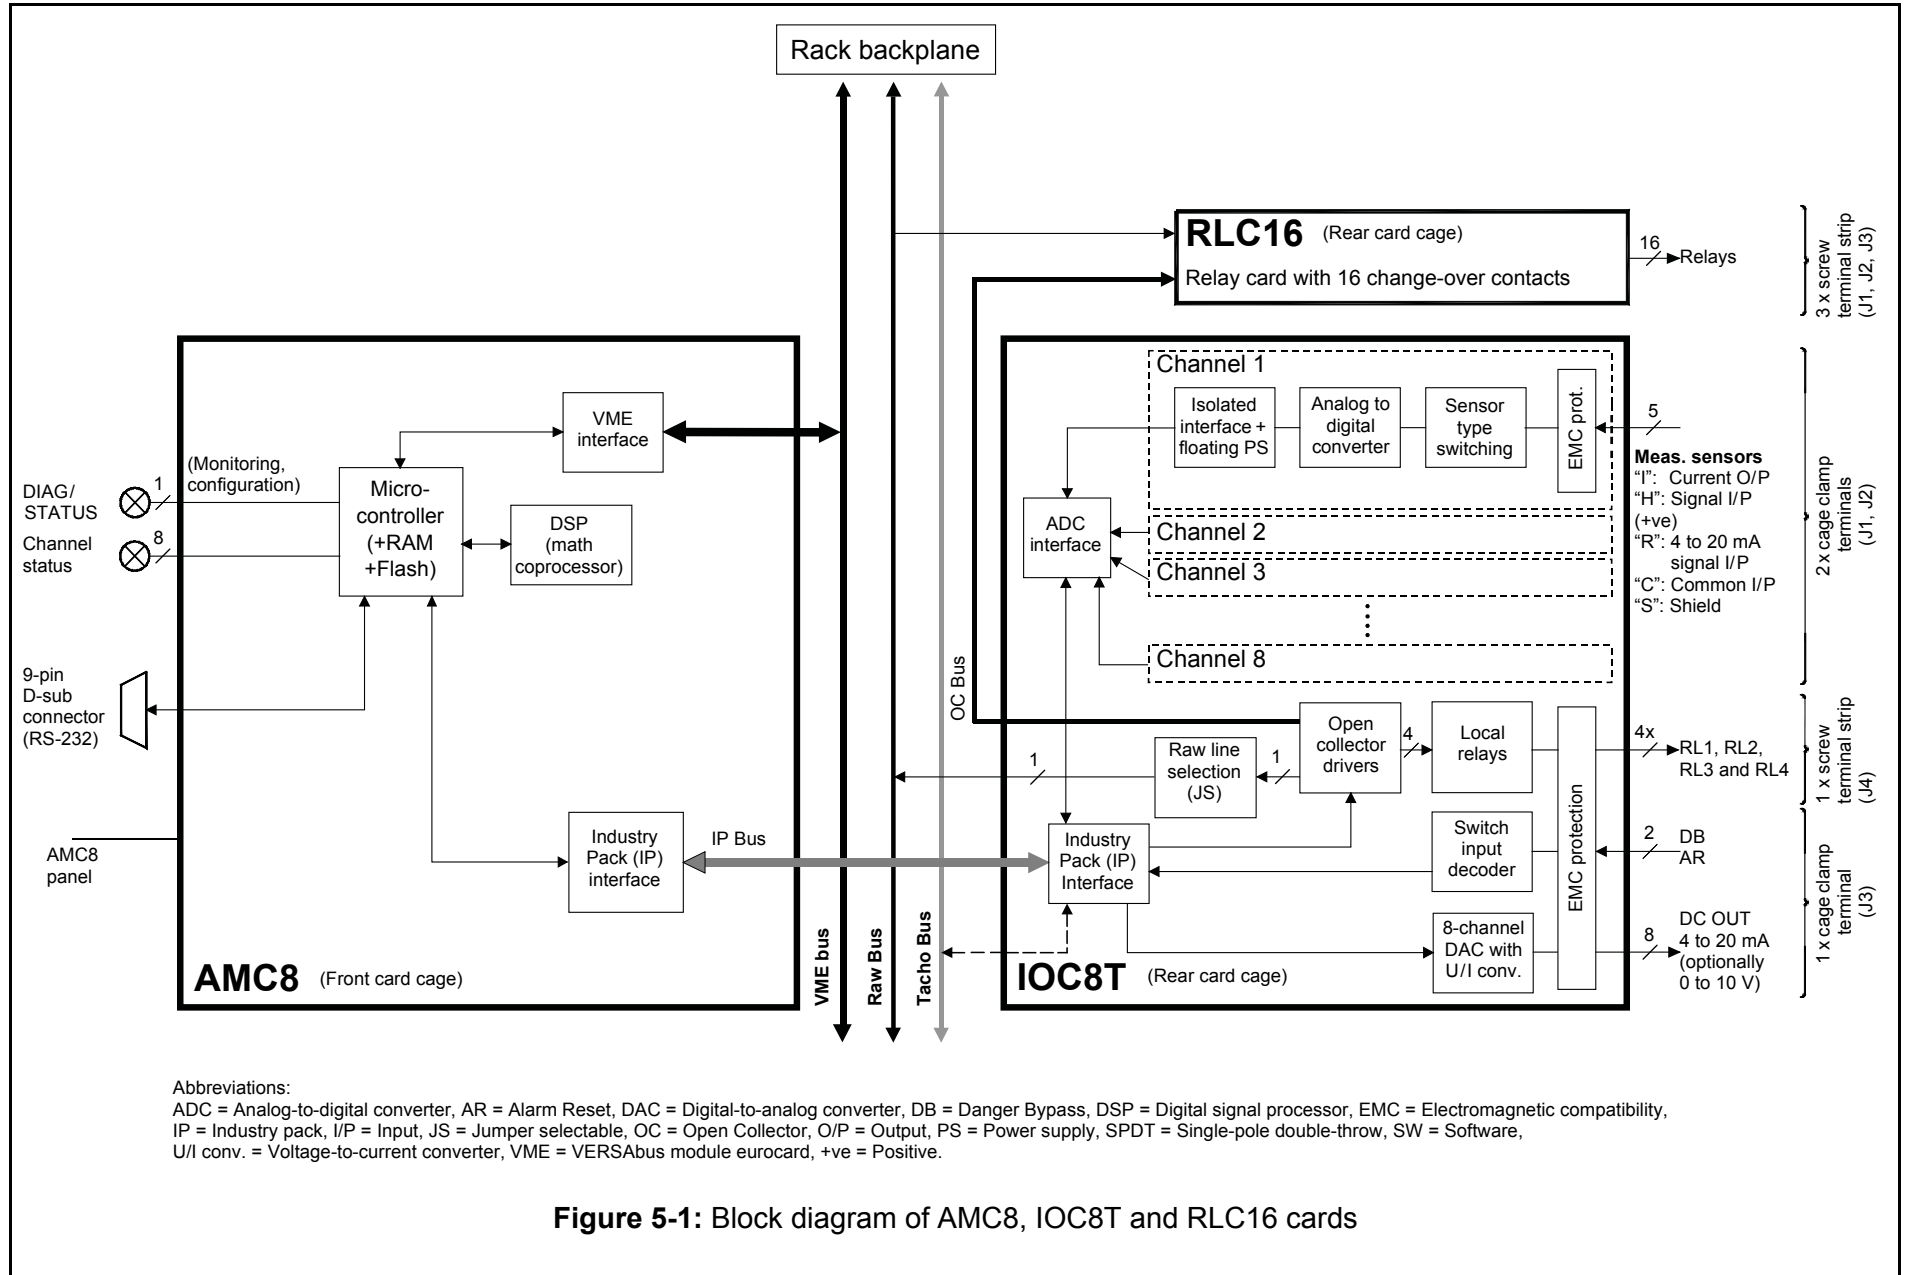 Rack backplane
RLC16 (Rear card cage)
Relay card with 16 change-over contacts
16
Relays
3 x screw
terminal strip
(J1, J2, J3)
VME
interface
(Monitoring,
configuration)
DIAG/
STATUS
1
Channel
status
8
Micro-
controller
(+RAM
+Flash)
DSP
(math
coprocessor)
9-pin
D-sub
connector
(RS-232)
AMC8
panel
Industry
Pack (IP)
interface
IP Bus
AMC8 (Front card cage)
VME bus
Raw Bus
Tacho Bus
OC Bus
Channel 1
Isolated
interface +
floating PS
Analog to
digital
converter
Sensor
type
switching
EMC prot.
5
Meas. sensors
“I”: Current O/P
“H”: Signal I/P
(+ve)
“R”: 4 to 20 mA
signal I/P
“C”: Common I/P
“S”: Shield
2 x cage clamp
terminals
(J1, J2)
ADC
interface
Channel 2
Channel 3
Channel 8
Open
collector
drivers
4
Local
relays
4x
RL1, RL2,
RL3 and RL4
1 x screw
terminal strip
(J4)
1
Raw line
selection
(JS)
1
Industry
Pack (IP)
Interface
Switch
input
decoder
EMC protection
2
DB
AR
8-channel
DAC with
U/I conv.
8
DC OUT
4 to 20 mA
(optionally
0 to 10 V)
1 x cage clamp
terminal
(J3)
IOC8T (Rear card cage)
Abbreviations:
ADC = Analog-to-digital converter, AR = Alarm Reset, DAC = Digital-to-analog converter, DB = Danger Bypass, DSP = Digital signal processor, EMC = Electromagnetic compatibility,
IP = Industry pack, I/P = Input, JS = Jumper selectable, OC = Open Collector, O/P = Output, PS = Power supply, SPDT = Single-pole double-throw, SW = Software,
U/I conv. = Voltage-to-current converter, VME = VERSAbus module eurocard, +ve = Positive.
Figure 5-1: Block diagram of AMC8, IOC8T and RLC16 cards